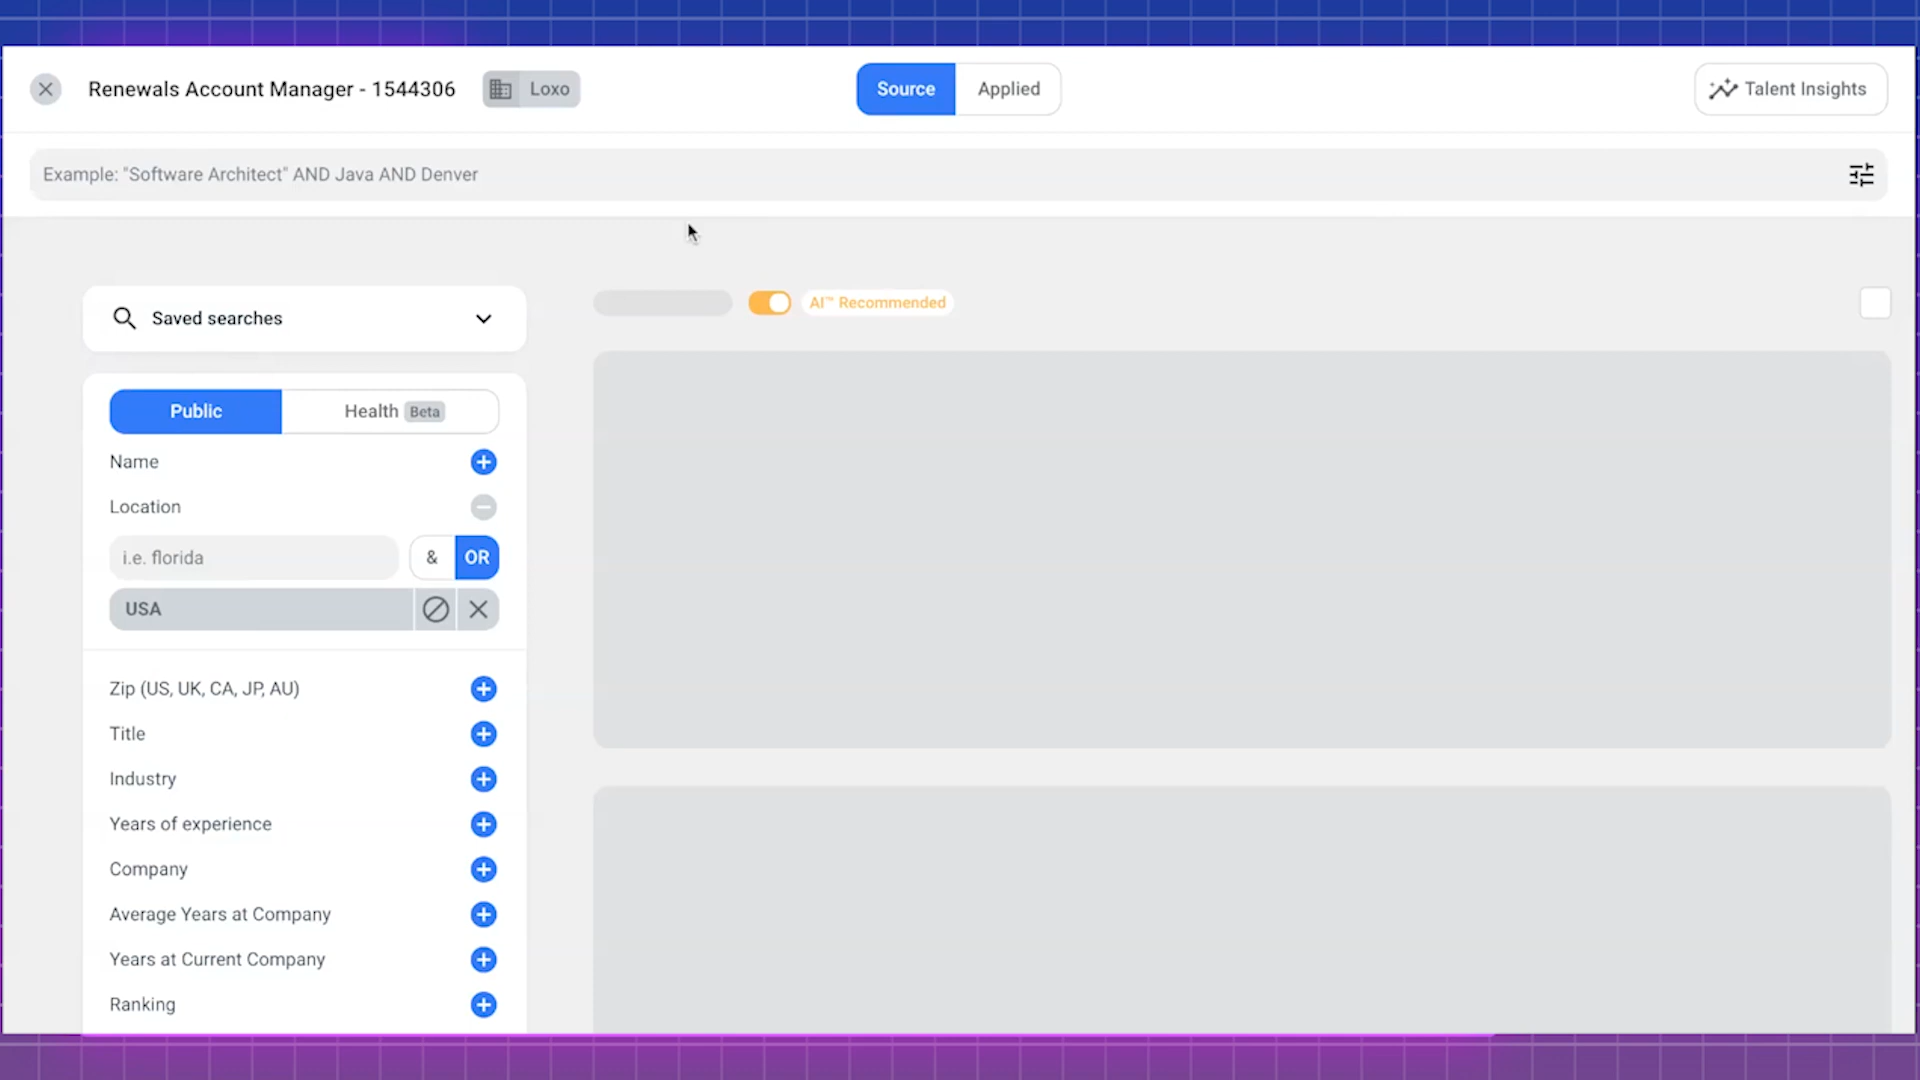 Renewals Account Manager - 1544306
Loxo
Source
Applied
Talent Insights
Example: "Software Architect" AND Java AND Denver
Saved searches
AI™ Recommended
Public
Health Beta
Name
Location
i.e. florida
&
OR
USA
Zip (US, UK, CA, JP, AU)
Title
Industry
Years of experience
Company
Average Years at Company
Years at Current Company
Ranking